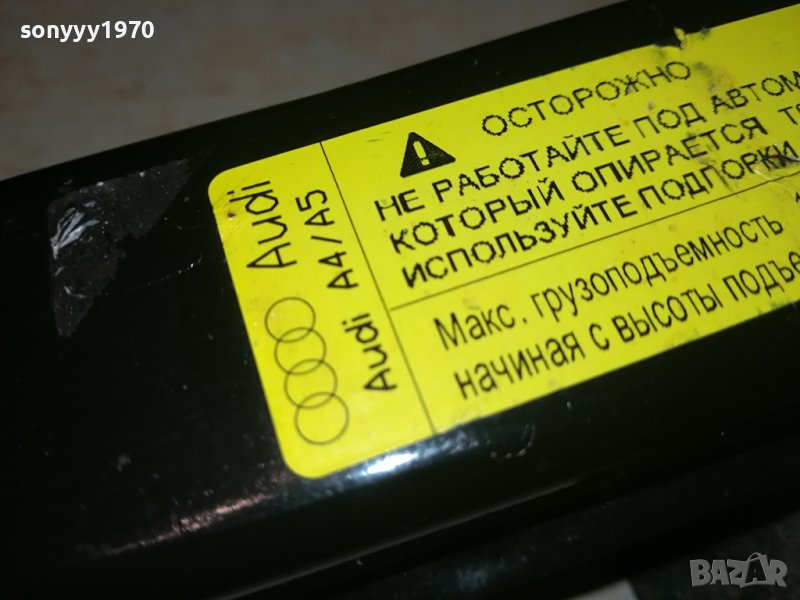 sonyyy1970
Audi
Audi A4/A5
ОСТОРОЖНО
НЕ РАБОТАЙТЕ ПОД АВТОМ
КОТОРЫЙ ОПИРАЕТСЯ
ИСПОЛЬЗУЙТЕ ПОДПОРКИ
Макс. грузоподъемность
начиная с высоты подъе
BAZAR